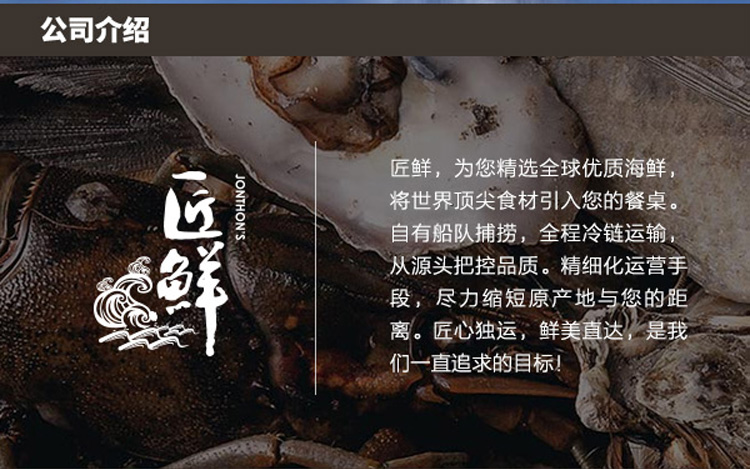 公司介绍
匠鲜
JONTHON'S
匠鲜，为您精选全球优质海鲜，
将世界顶尖食材引入您的餐桌。
自有船队捕捞，全程冷链运输，
从源头把控品质。精细化运营手
段，尽力缩短原产地与您的距
离。匠心独运，鲜美直达，是我
们一直追求的目标！